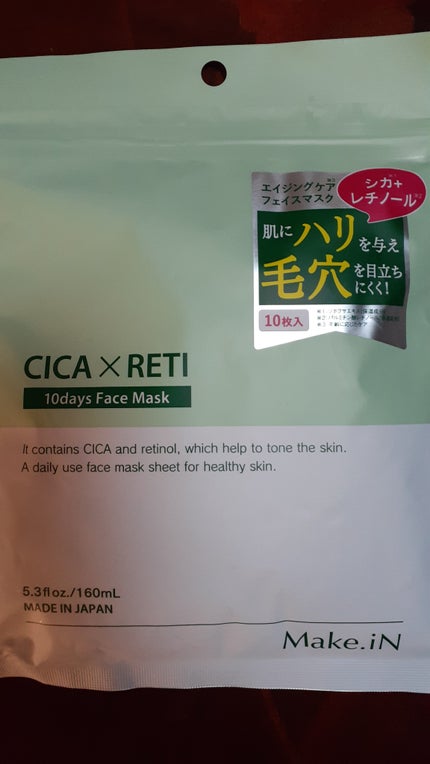 エイジングケア※3
フェイスマスク
シカ+
レチノール
肌にハリを与え
毛穴を目立ち
にくく!
10枚入
CICA×RETI
10days Face Mask
It contains CICA and retinol, which help to tone the skin.
A daily use face mask sheet for healthy skin.
5.3fl oz./160mL
MADE IN JAPAN
Make.iN